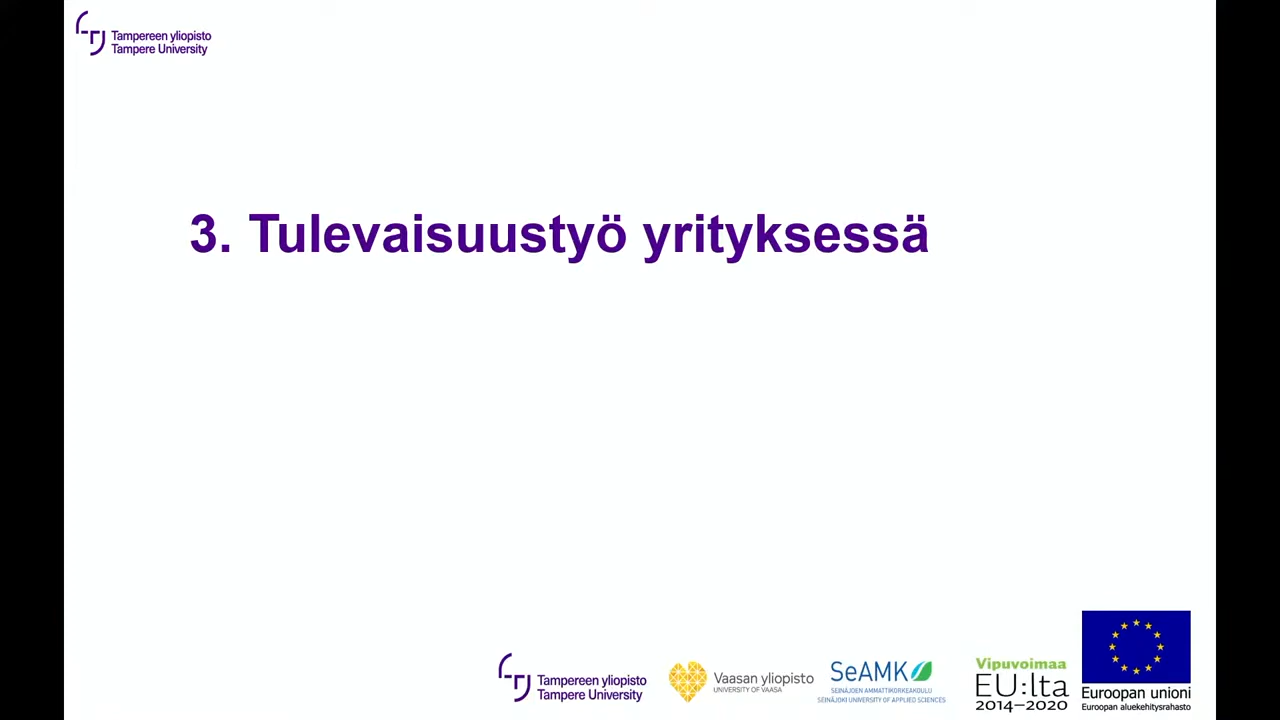 Tampereen yliopisto
Tampere University
3. Tulevaisuustyö yrityksessä
Tampereen yliopisto
Tampere University
Vaasan yliopisto
UNIVERSITY OF VAASA
SeAMK
SEINÄJOEN AMMATTIKORKEAKOULU
SEINÄJOKI UNIVERSITY OF APPLIED SCIENCES
Vipuvoimaa
EU:lta
2014–2020
Euroopan unioni
Euroopan aluekehitysrahasto